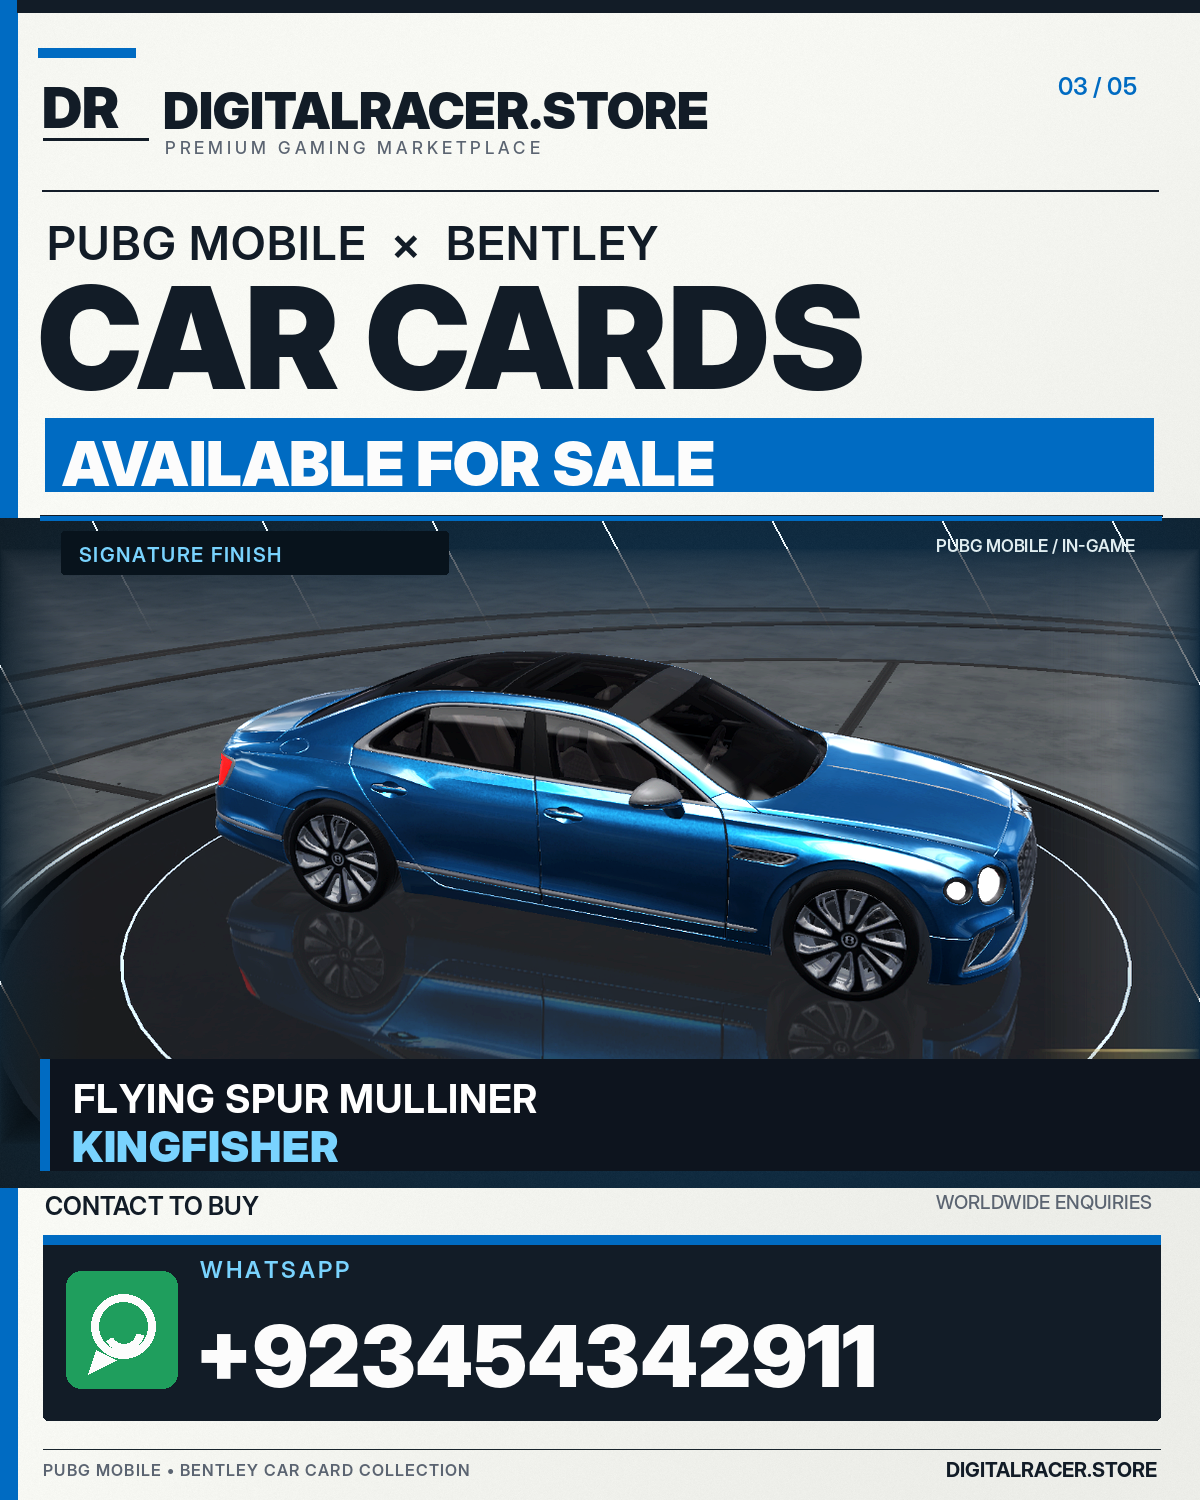 DR
DIGITALRACER.STORE
PREMIUM GAMING MARKETPLACE
03 / 05
PUBG MOBILE × BENTLEY
CAR CARDS
AVAILABLE FOR SALE
SIGNATURE FINISH
PUBG MOBILE / IN-GAME
FLYING SPUR MULLINER
KINGFISHER
CONTACT TO BUY
WORLDWIDE ENQUIRIES
WHATSAPP
+923454342911
PUBG MOBILE • BENTLEY CAR CARD COLLECTION
DIGITALRACER.STORE